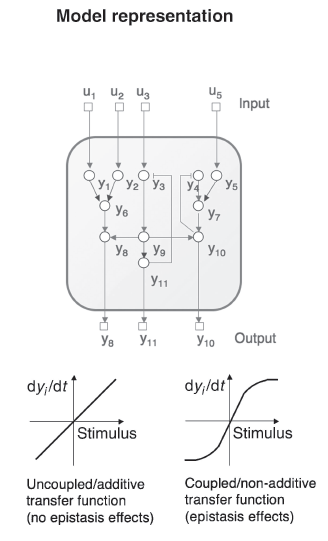 Model representation
u1 u2 u3 u5 Input
y1 y2 y3 y4 y5
y6 y7
y8 y9 y10
y11
y8 y11 y10 Output
dyi/dt dyi/dt
Stimulus Stimulus
Uncoupled/additive
transfer function
(no epistasis effects)
Coupled/non-additive
transfer function
(epistasis effects)